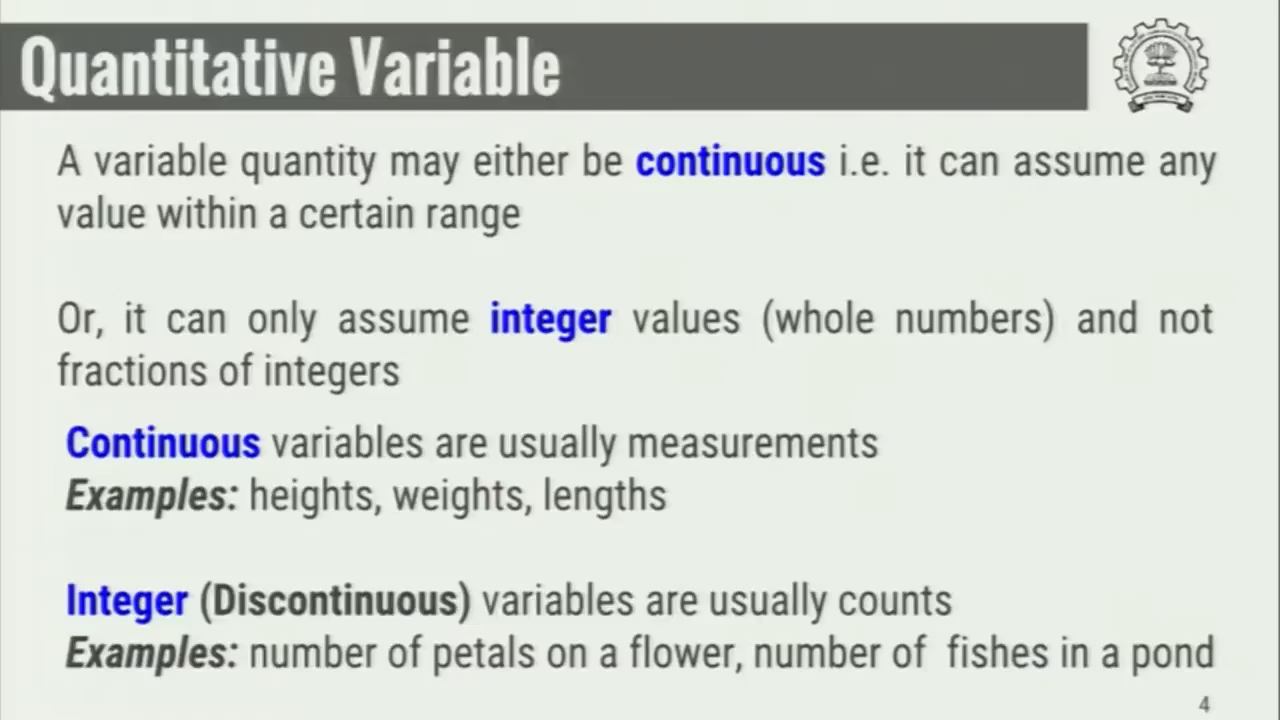 Quantitative Variable
A variable quantity may either be continuous i.e. it can assume any
value within a certain range
Or, it can only assume integer values (whole numbers) and not
fractions of integers
Continuous variables are usually measurements
Examples: heights, weights, lengths
Integer (Discontinuous) variables are usually counts
Examples: number of petals on a flower, number of fishes in a pond
4